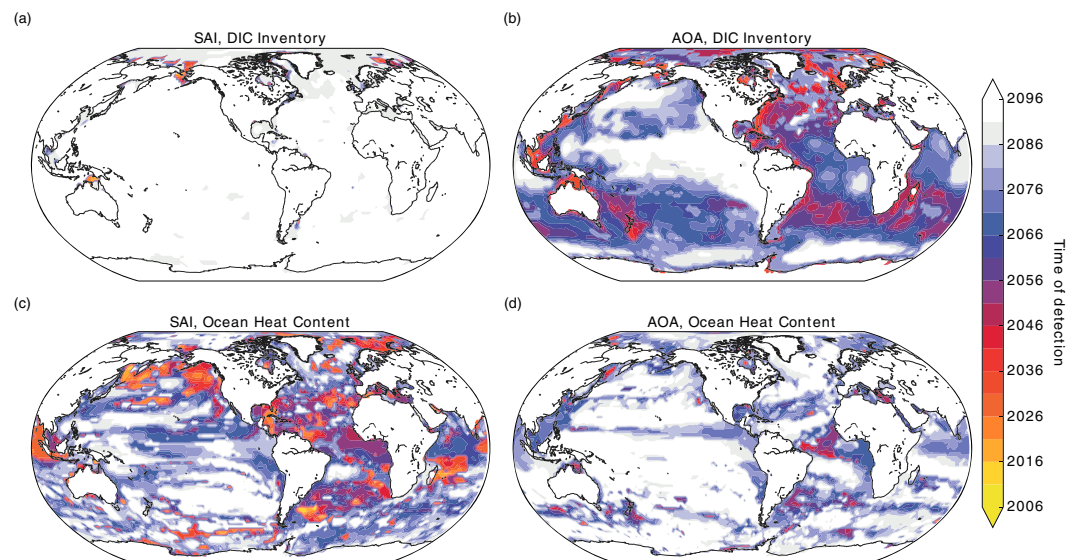 (a)
SAI, DIC Inventory
(b)
AOA, DIC Inventory
(c)
SAI, Ocean Heat Content
(d)
AOA, Ocean Heat Content
2096
2086
2076
2066
2056
2046
2036
2026
2016
2006
Time of detection